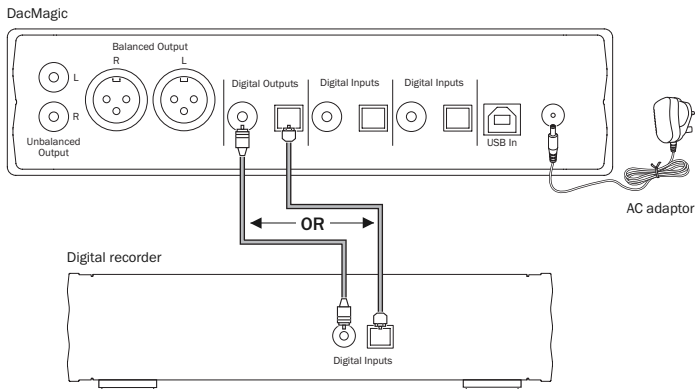 DacMagic
Balanced Output
R
L
L
R
Unbalanced
Output
Digital Outputs
Digital Inputs
Digital Inputs
USB In
AC adaptor
OR
Digital recorder
Digital Inputs